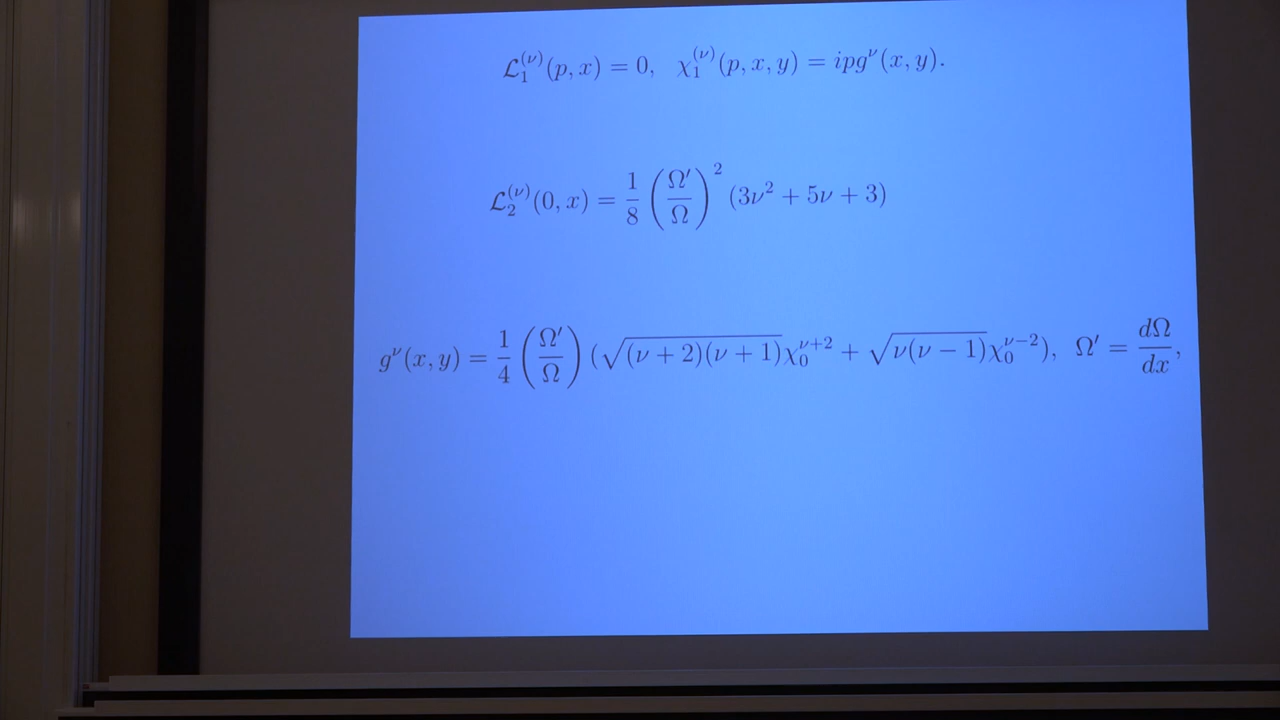 $\mathcal{L}_1^{(\nu)}(p, x) = 0, \quad \chi_1^{(\nu)}(p, x, y) = ipg^{\nu}(x, y).$
$\mathcal{L}_2^{(\nu)}(0, x) = \frac{1}{8} \left( \frac{\Omega'}{\Omega} \right)^2 (3\nu^2 + 5\nu + 3)$
$g^{\nu}(x, y) = \frac{1}{4} \left( \frac{\Omega'}{\Omega} \right) (\sqrt{(\nu + 2)(\nu + 1)} \chi_0^{\nu+2} + \sqrt{\nu(\nu - 1)} \chi_0^{\nu-2}), \quad \Omega' = \frac{d\Omega}{dx},$